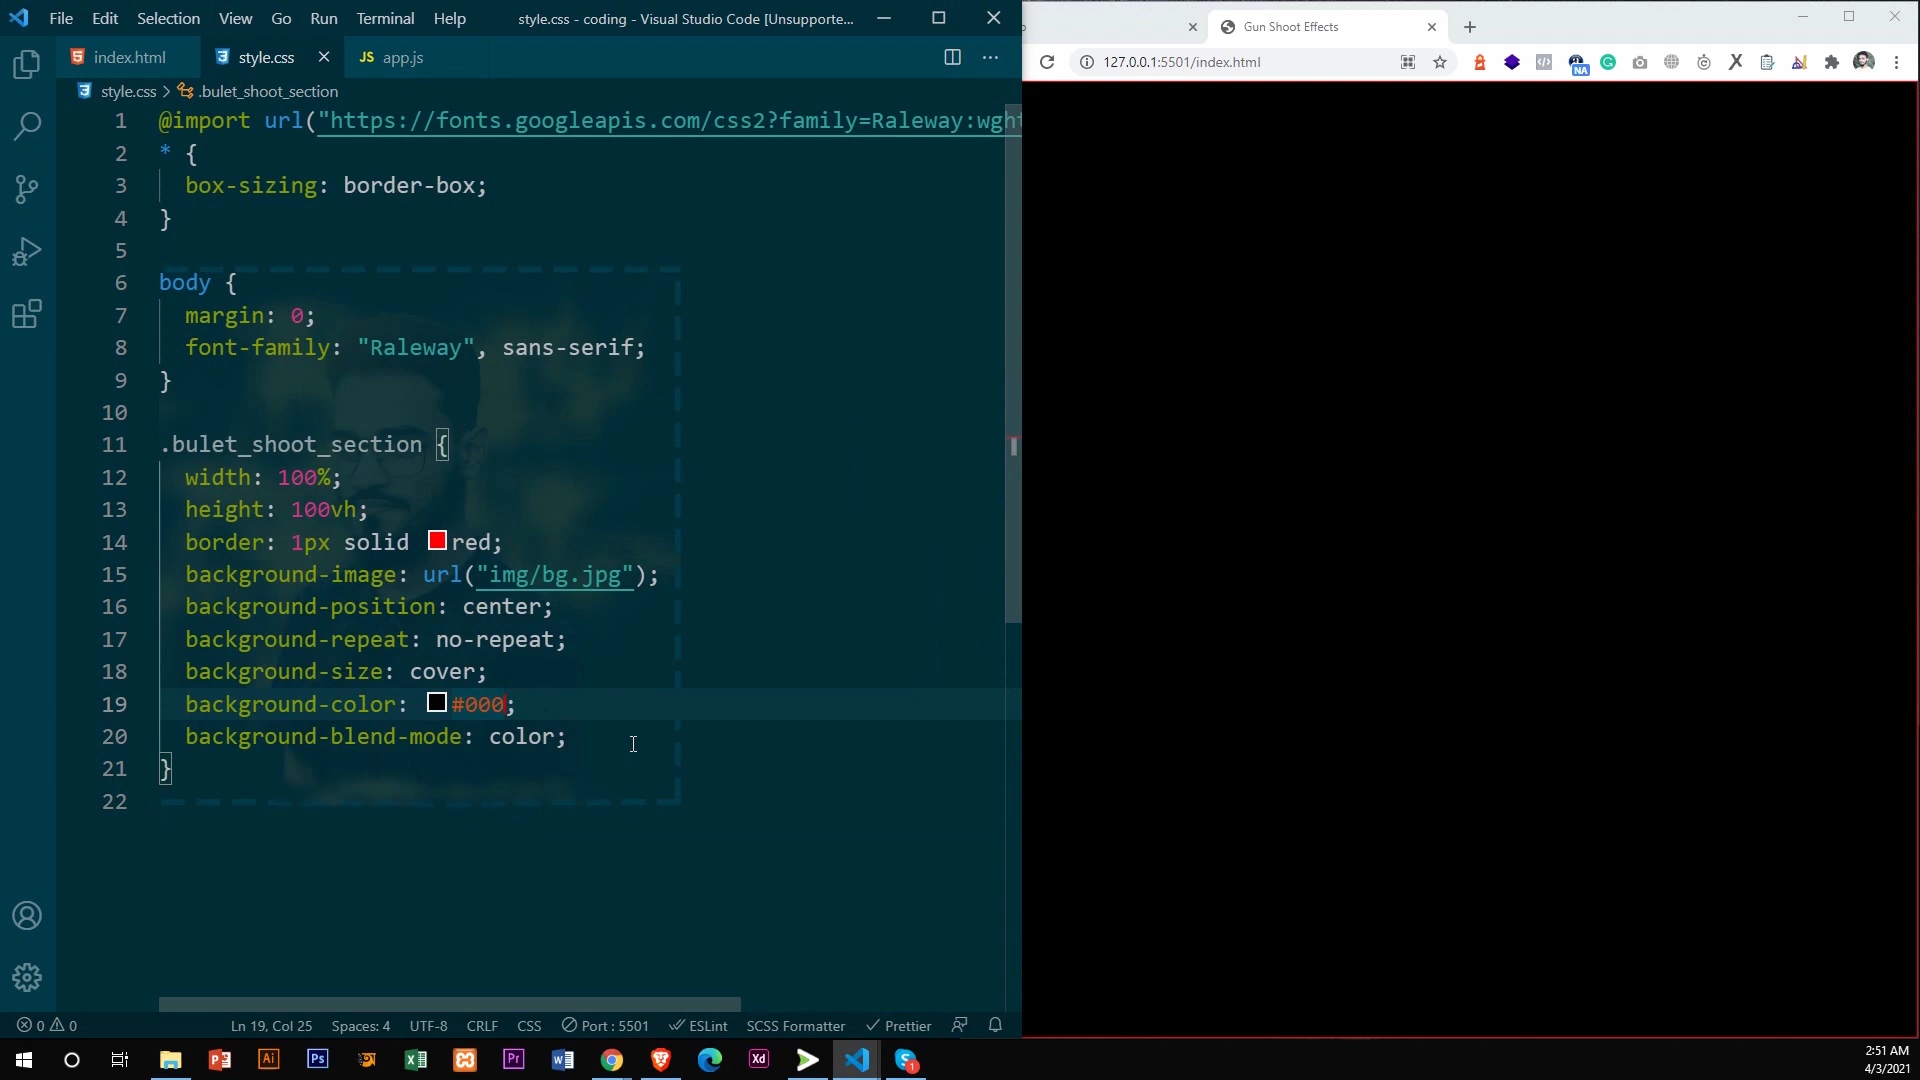 File Edit Selection View Go Run Terminal Help
style.css - coding - Visual Studio Code [Unsupporte...
Gun Shoot Effects
index.html
style.css
JS app.js
127.0.0.1:5501/index.html
NA
style.css > .bulet_shoot_section
1 @import url("https://fonts.googleapis.com/css2?family=Raleway:wght
2 * {
3 box-sizing: border-box;
4 }
5
6 body {
7 margin: 0;
8 font-family: "Raleway", sans-serif;
9 }
10
11 .bulet_shoot_section {
12 width: 100%;
13 height: 100vh;
14 border: 1px solid red;
15 background-image: url("img/bg.jpg");
16 background-position: center;
17 background-repeat: no-repeat;
18 background-size: cover;
19 background-color: #000;
20 background-blend-mode: color;
21 }
22
0 0
Ln 19, Col 25
Spaces: 4
UTF-8
CRLF
CSS
Port : 5501
ESLint
SCSS Formatter
Prettier
Ai
Ps
Pr
Xd
1
2:51 AM
4/3/2021